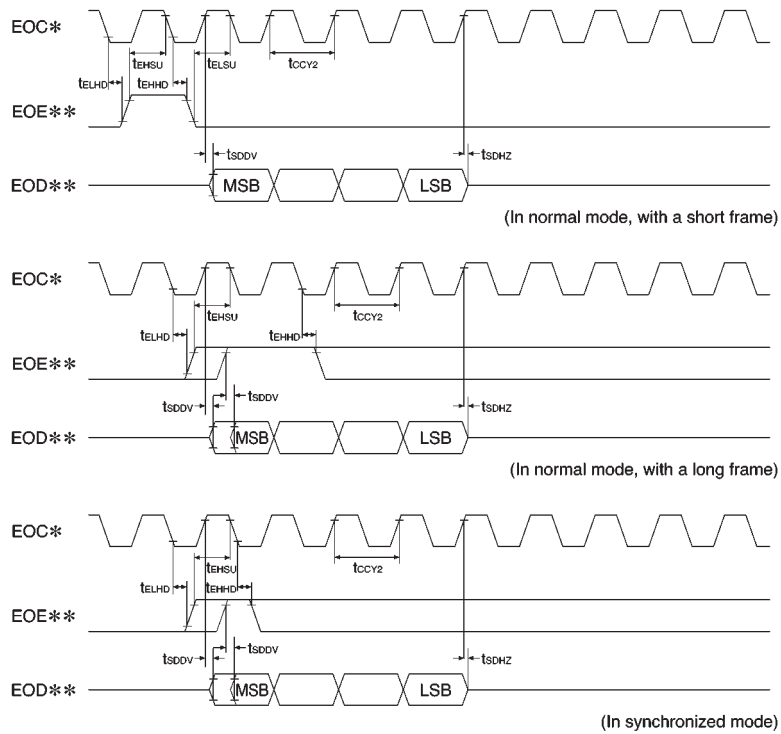 EOC*
tEHSU tELSU tCCY2
tELHD tEHHD
EOE**
tSDDV tSDHZ
EOD** MSB LSB
(In normal mode, with a short frame)
EOC*
tEHSU tCCY2
tELHD tEHHD
EOE**
tSDDV tSDDV tSDHZ
EOD** MSB LSB
(In normal mode, with a long frame)
EOC*
tEHSU tCCY2
tELHD tEHHD
EOE**
tSDDV tSDDV tSDHZ
EOD** MSB LSB
(In synchronized mode)